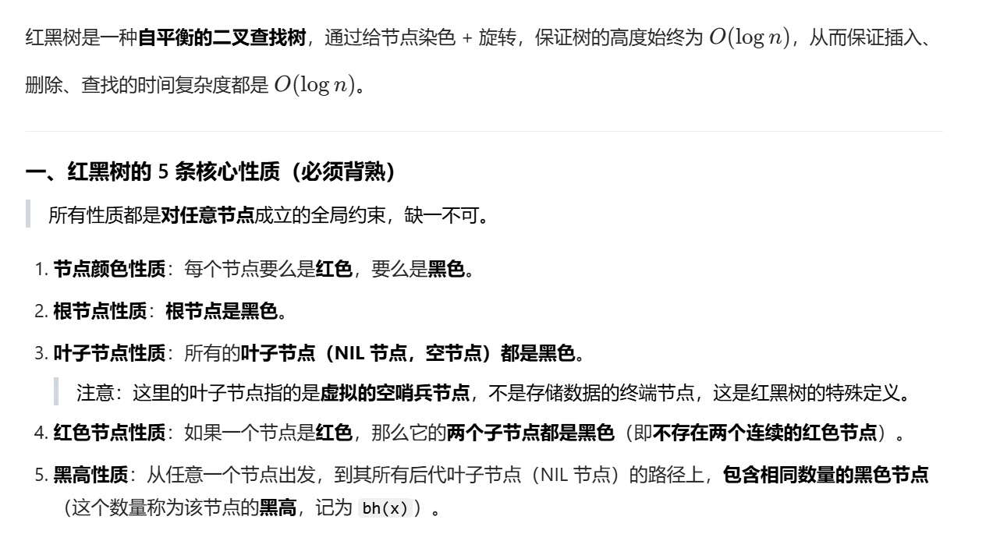 红黑树是一种自平衡的二叉查找树，通过给节点染色 + 旋转，保证树的高度始终为 O(log n)，从而保证插入、
删除、查找的时间复杂度都是 O(log n)。
一、红黑树的 5 条核心性质（必须背熟）
所有性质都是对任意节点成立的全局约束，缺一不可。
1. 节点颜色性质：每个节点要么是红色，要么是黑色。
2. 根节点性质：根节点是黑色。
3. 叶子节点性质：所有的叶子节点（NIL 节点，空节点）都是黑色。
注意：这里的叶子节点指的是虚拟的空哨兵节点，不是存储数据的终端节点，这是红黑树的特殊定义。
4. 红色节点性质：如果一个节点是红色，那么它的两个子节点都是黑色（即不存在两个连续的红色节点）。
5. 黑高性质：从任意一个节点出发，到其所有后代叶子节点（NIL 节点）的路径上，包含相同数量的黑色节点
（这个数量称为该节点的黑高，记为 bh(x)）。